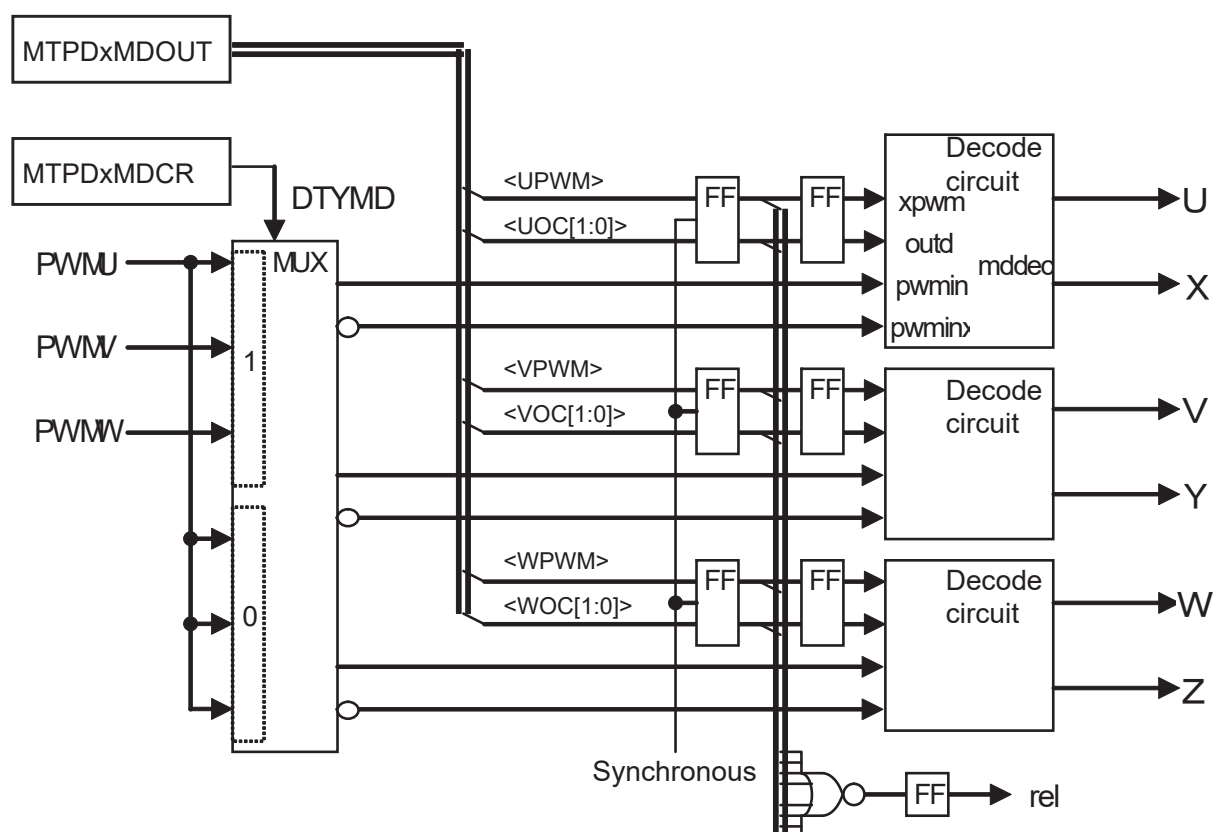 MTPDxMDOUT
MTPDxMDCR
DTYMD
MUX
PWMU
PWMV
PWMW
1
0
<UPWM>
<UOC[1:0]>
FF
FF
Decode
circuit
xpwm
outd
mddec
pwmin
pwminx
U
X
<VPWM>
<VOC[1:0]>
FF
FF
Decode
circuit
V
Y
<WPWM>
<WOC[1:0]>
FF
FF
Decode
circuit
W
Z
Synchronous
FF
rel